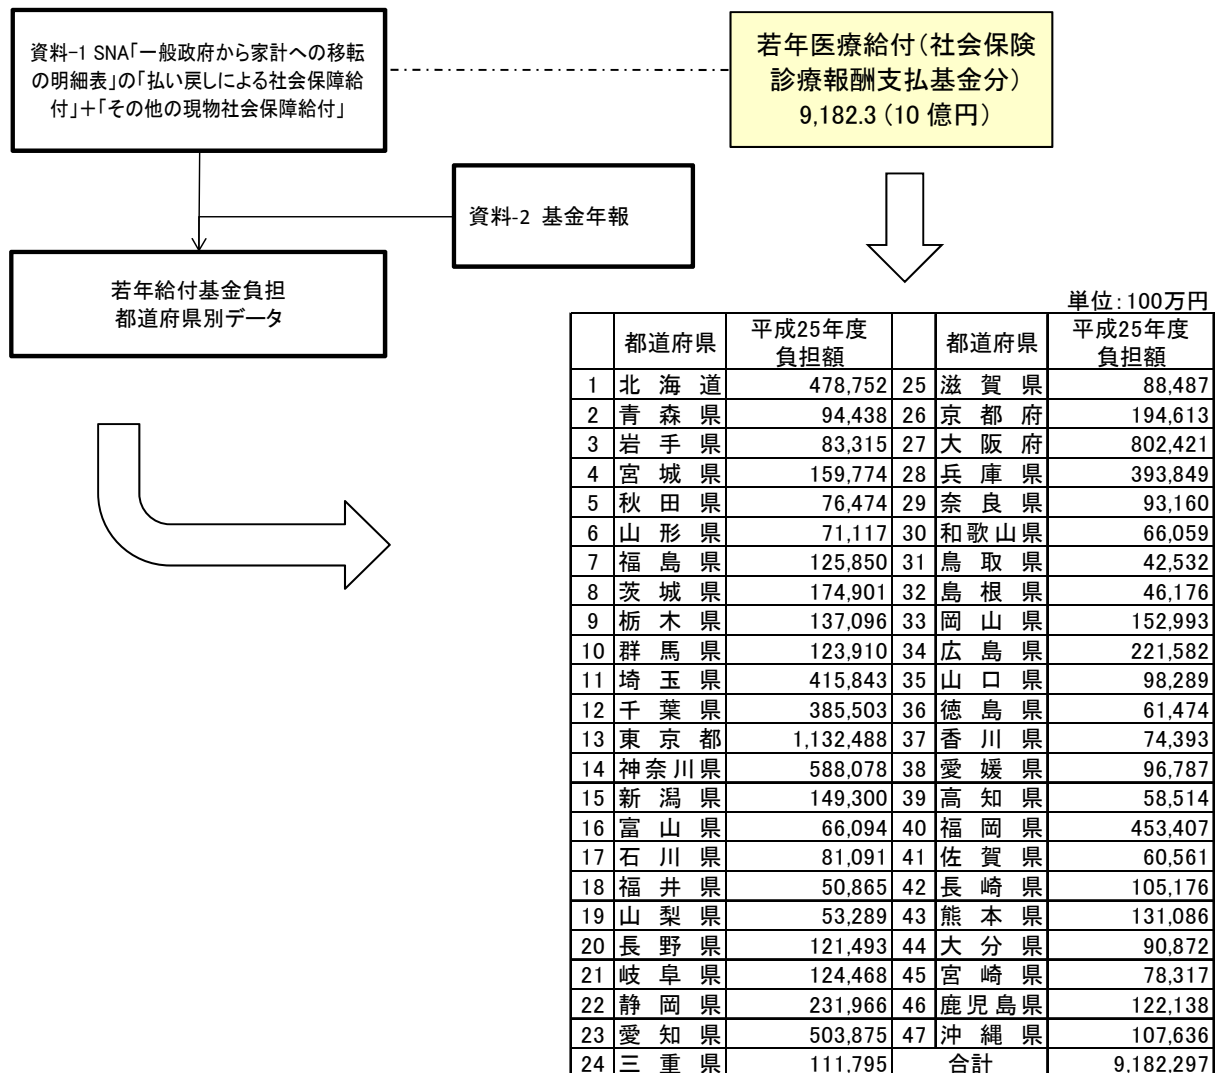 資料-1 SNA「一般政府から家計への移転
の明細表」の「払い戻しによる社会保障給
付」+「その他の現物社会保障給付」
若年医療給付(社会保険
診療報酬支払基金分)
9,182.3(10 億円)
資料-2 基金年報
若年給付基金負担
都道府県別データ
単位:100万円
都道府県 平成25年度 負担額 都道府県 平成25年度 負担額
1 北海道 478,752 25 滋賀県 88,487
2 青森県 94,438 26 京都府 194,613
3 岩手県 83,315 27 大阪府 802,421
4 宮城県 159,774 28 兵庫県 393,849
5 秋田県 76,474 29 奈良県 93,160
6 山形県 71,117 30 和歌山県 66,059
7 福島県 125,850 31 鳥取県 42,532
8 茨城県 174,901 32 島根県 46,176
9 栃木県 137,096 33 岡山県 152,993
10 群馬県 123,910 34 広島県 221,582
11 埼玉県 415,843 35 山口県 98,289
12 千葉県 385,503 36 徳島県 61,474
13 東京都 1,132,488 37 香川県 74,393
14 神奈川県 588,078 38 愛媛県 96,787
15 新潟県 149,300 39 高知県 58,514
16 富山県 66,094 40 福岡県 453,407
17 石川県 81,091 41 佐賀県 60,561
18 福井県 50,865 42 長崎県 105,176
19 山梨県 53,289 43 熊本県 131,086
20 長野県 121,493 44 大分県 90,872
21 岐阜県 124,468 45 宮崎県 78,317
22 静岡県 231,966 46 鹿児島県 122,138
23 愛知県 503,875 47 沖縄県 107,636
24 三重県 111,795 合計 9,182,297